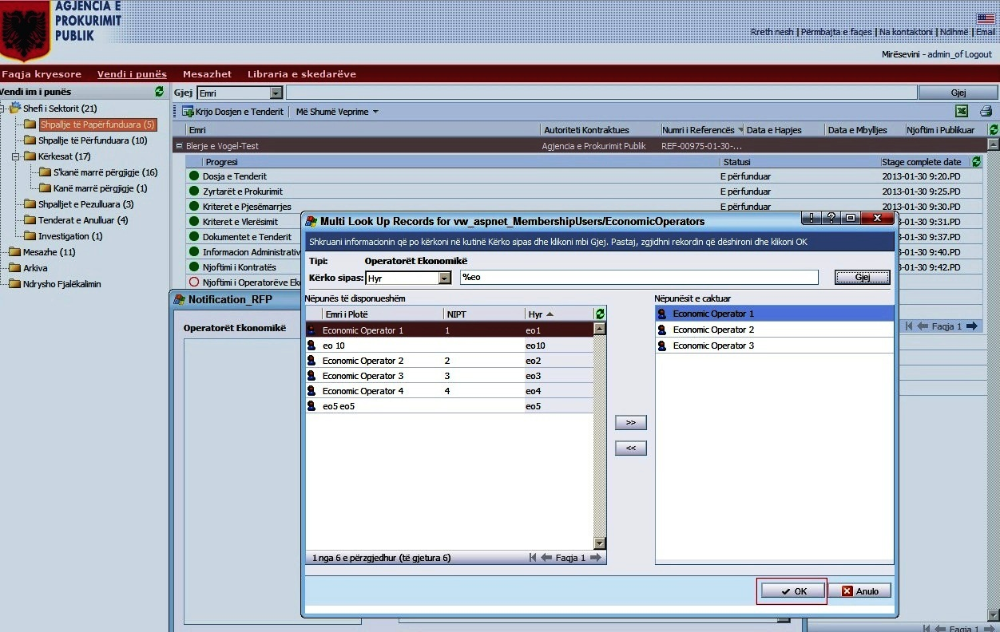 AGJENCIA E
PROKURIMIT
PUBLIK
Rreth nesh | Përmbajta e faqes | Na kontaktoni | Ndihmë | Email
Mirësevini - admin_of Logout
Faqja kryesore Vendi i punës Mesazhet Libraria e skedarëve
Vendi im i punës
Shefi i Sektorit (21)
Shpallje të Papërfunduara (5)
Shpallje të Përfunduara (10)
Kërkesat (17)
S'kanë marrë përgjigje (16)
Kanë marrë përgjigje (1)
Shpalljet e Pezulluara (3)
Tenderat e Anulluar (4)
Investigation (1)
Mesazhe (11)
Arkiva
Ndrysho Fjalëkalimin
Gjej Emri Gjej
Krijo Dosjen e Tenderit Më Shumë Veprime
Emri Autoriteti Kontraktues Numri i Referencës Data e Hapjes Data e Mbylljes Njoftim i Publikuar
Blerje e Vogel-Test Agjencia e Prokurimit Publik REF-00975-01-30-...
Progresi Statusi Stage complete date
Dosja e Tenderit E përfunduar 2013-01-30 9:20.PD
Zyrtarët e Prokurimit E përfunduar 2013-01-30 9:25.PD
Kriteret e Pjesëmarrjes E përfunduar 2013-01-30 9:30.PD
Kriteret e Vlerësimit 13-01-30 9:31.PD
Dokumentet e Tenderit 13-01-30 9:37.PD
Informacion Administrativ 13-01-30 9:40.PD
Njoftimi i Kontratës 13-01-30 9:42.PD
Njoftimi i Operatorëve Eko
Faqja 1
Notification_RFP
Operatorët Ekonomikë
Multi Look Up Records for vw_aspnet_MembershipUsers/EconomicOperators
Shkruani informacionin që po kërkoni në kutinë Kërko sipas dhe klikoni mbi Gjej. Pastaj, zgjidhni rekordin që dëshironi dhe klikoni OK
Tipi: Operatorët Ekonomikë
Kërko sipas: Hyr %eo Gjej
Nëpunës të disponueshëm
Emri i Plotë NIPT Hyr
Economic Operator 1 1 eo1
eo 10 eo10
Economic Operator 2 2 eo2
Economic Operator 3 3 eo3
Economic Operator 4 4 eo4
eo5 eo5 eo5
1 nga 6 e përzgjedhur (të gjetura 6) Faqja 1
>>
<<
Nëpunësit e caktuar
Economic Operator 1
Economic Operator 2
Economic Operator 3
OK Anulo
Faqja 1